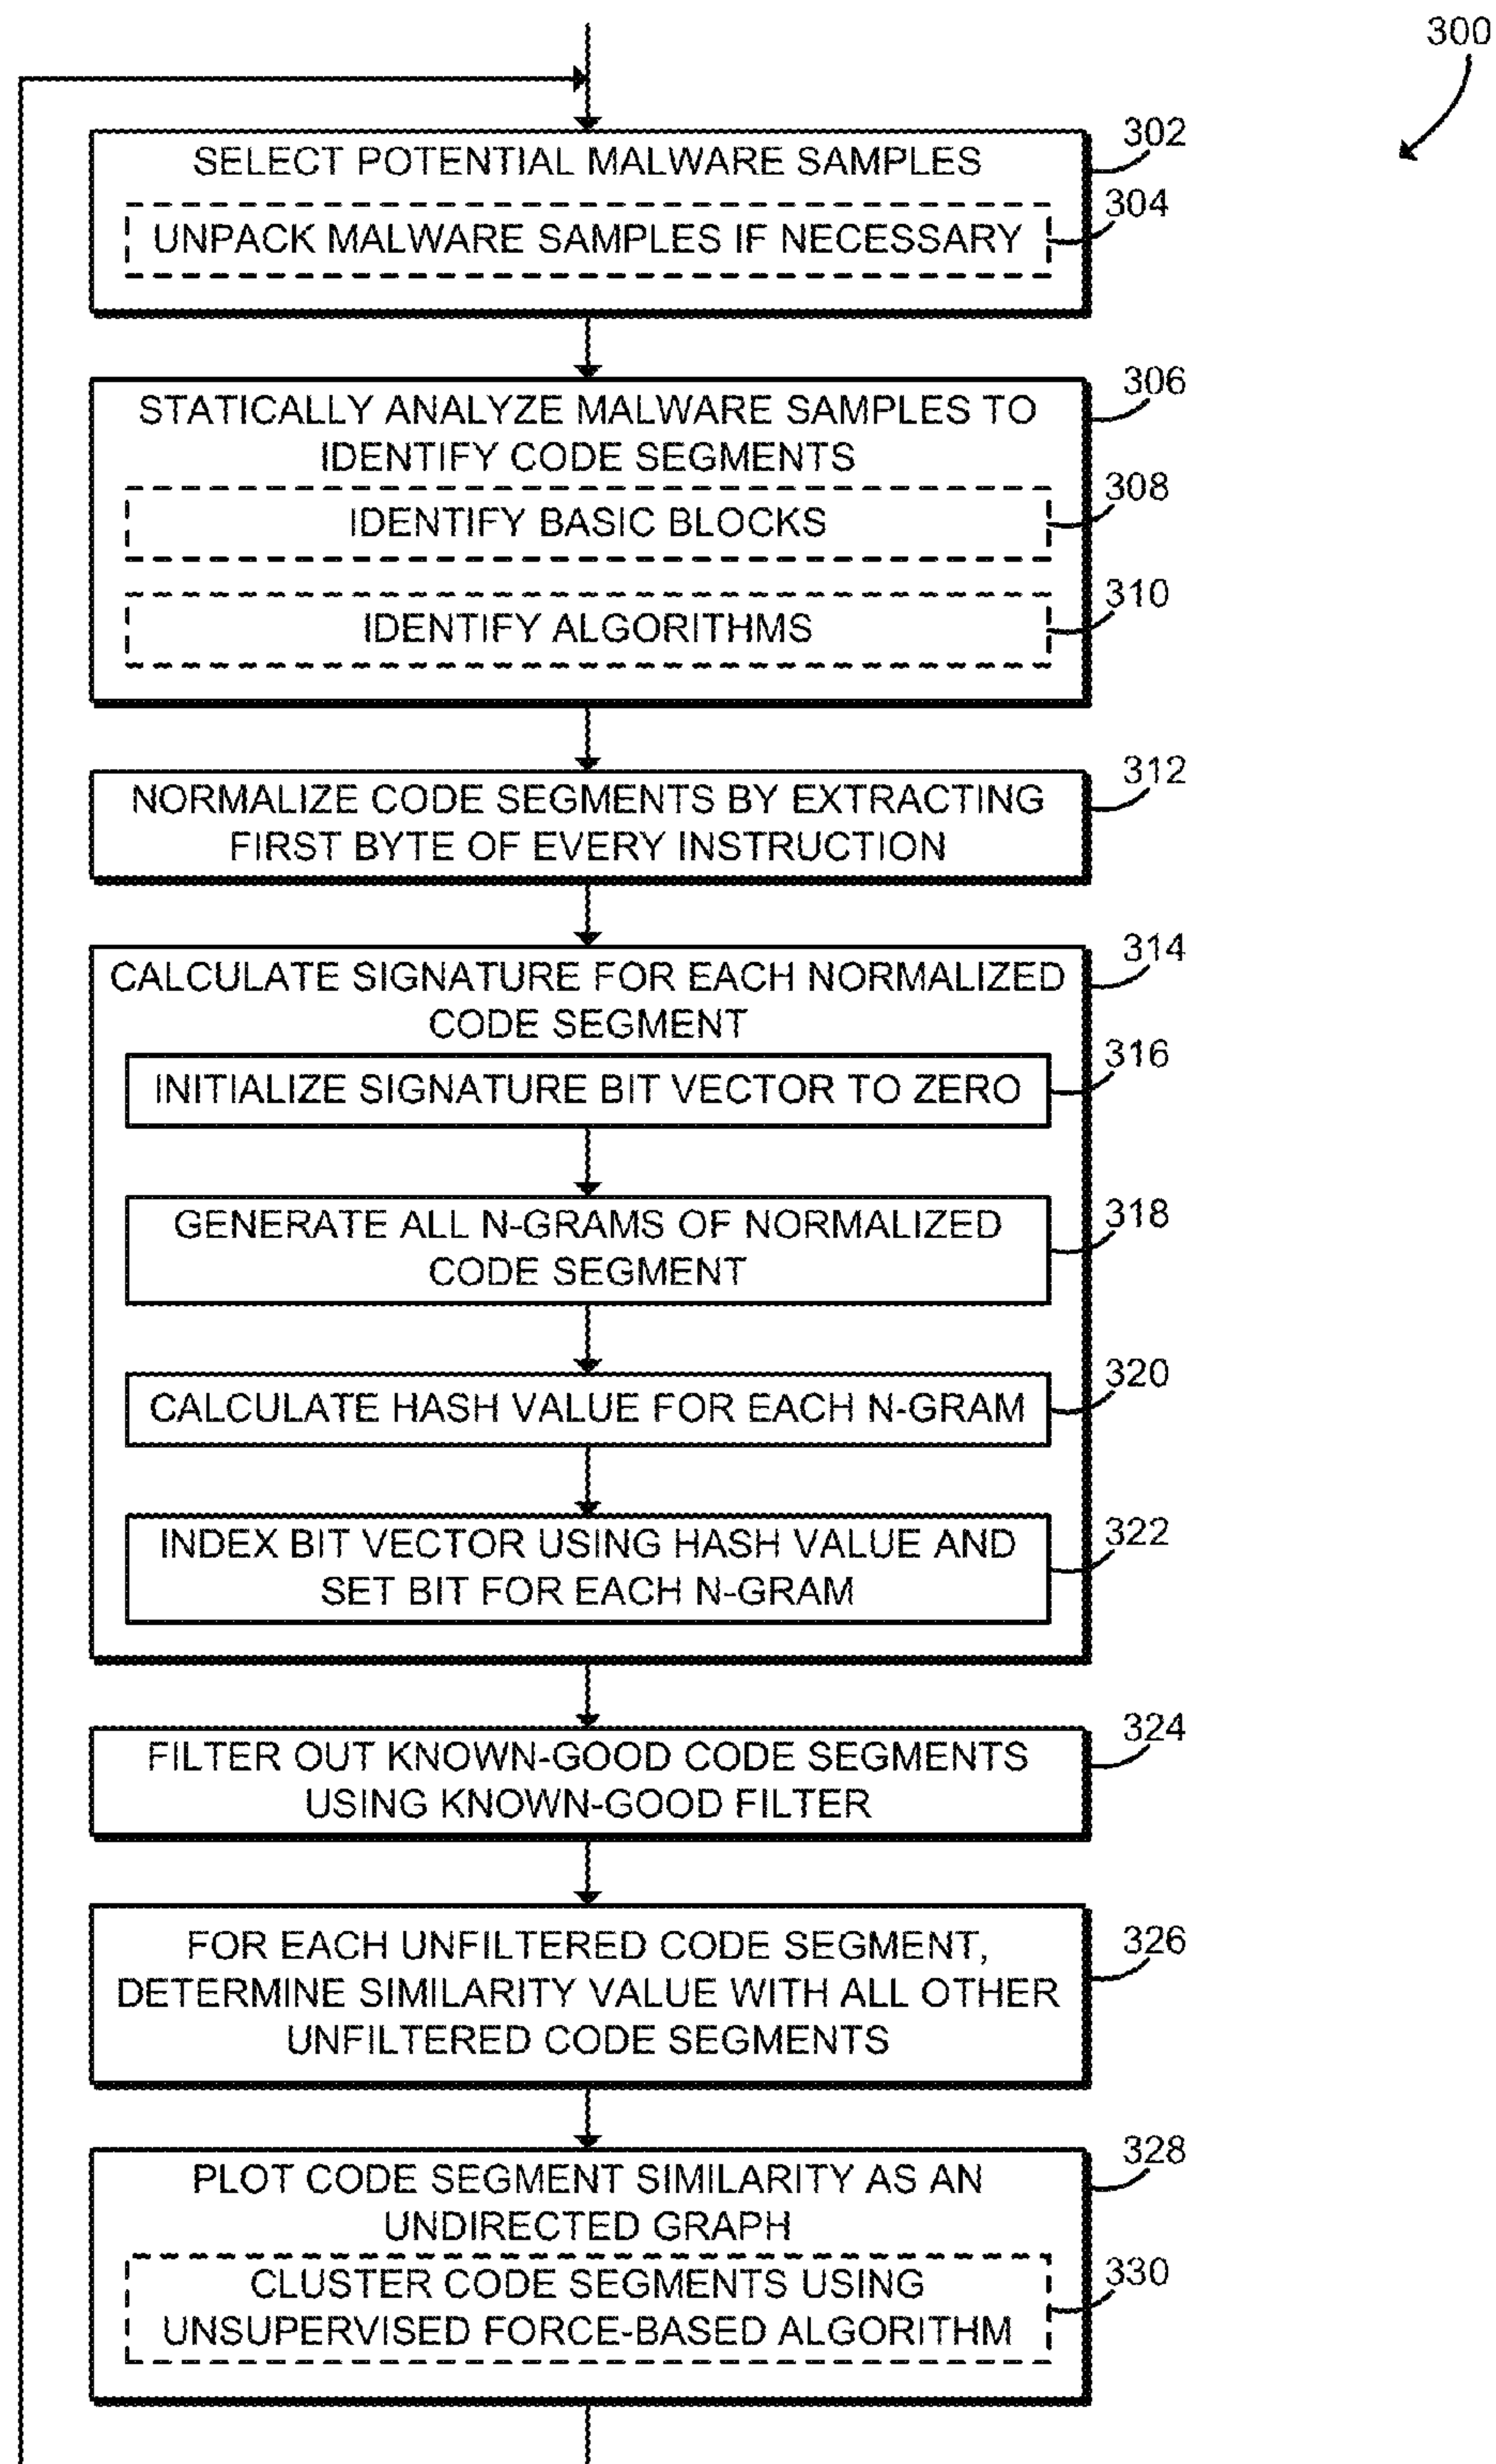 300
SELECT POTENTIAL MALWARE SAMPLES
302
UNPACK MALWARE SAMPLES IF NECESSARY
304
STATICALLY ANALYZE MALWARE SAMPLES TO
IDENTIFY CODE SEGMENTS
306
IDENTIFY BASIC BLOCKS
308
IDENTIFY ALGORITHMS
310
NORMALIZE CODE SEGMENTS BY EXTRACTING
FIRST BYTE OF EVERY INSTRUCTION
312
CALCULATE SIGNATURE FOR EACH NORMALIZED
CODE SEGMENT
314
INITIALIZE SIGNATURE BIT VECTOR TO ZERO
316
GENERATE ALL N-GRAMS OF NORMALIZED
CODE SEGMENT
318
CALCULATE HASH VALUE FOR EACH N-GRAM
320
INDEX BIT VECTOR USING HASH VALUE AND
SET BIT FOR EACH N-GRAM
322
FILTER OUT KNOWN-GOOD CODE SEGMENTS
USING KNOWN-GOOD FILTER
324
FOR EACH UNFILTERED CODE SEGMENT,
DETERMINE SIMILARITY VALUE WITH ALL OTHER
UNFILTERED CODE SEGMENTS
326
PLOT CODE SEGMENT SIMILARITY AS AN
UNDIRECTED GRAPH
328
CLUSTER CODE SEGMENTS USING
UNSUPERVISED FORCE-BASED ALGORITHM
330